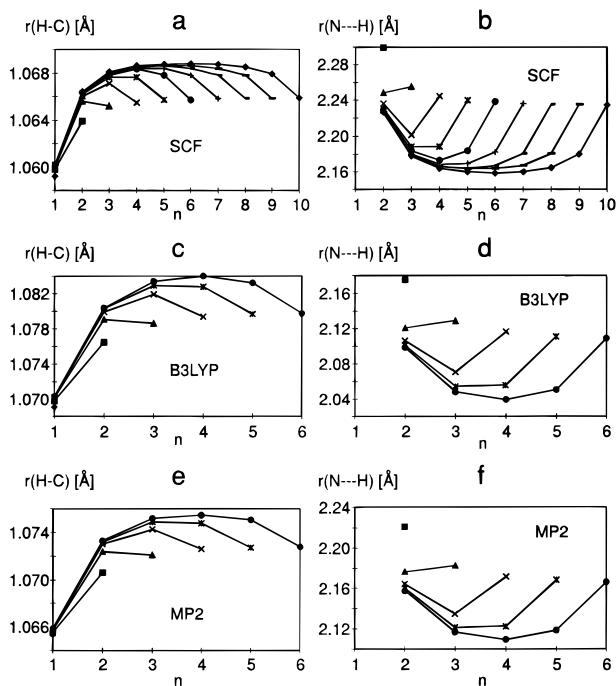 a
r(H-C) [Å]
1.068
1.064
1.060
SCF
1 2 3 4 5 6 7 8 9 10
n
b
r(N---H) [Å]
2.28
2.24
2.20
2.16
SCF
1 2 3 4 5 6 7 8 9 10
n
c
r(H-C) [Å]
1.082
1.078
1.074
1.070
B3LYP
1 2 3 4 5 6
n
d
r(N---H) [Å]
2.16
2.12
2.08
2.04
B3LYP
1 2 3 4 5 6
n
e
r(H-C) [Å]
1.074
1.070
1.066
MP2
1 2 3 4 5 6
n
f
r(N---H) [Å]
2.24
2.20
2.16
2.12
MP2
1 2 3 4 5 6
n